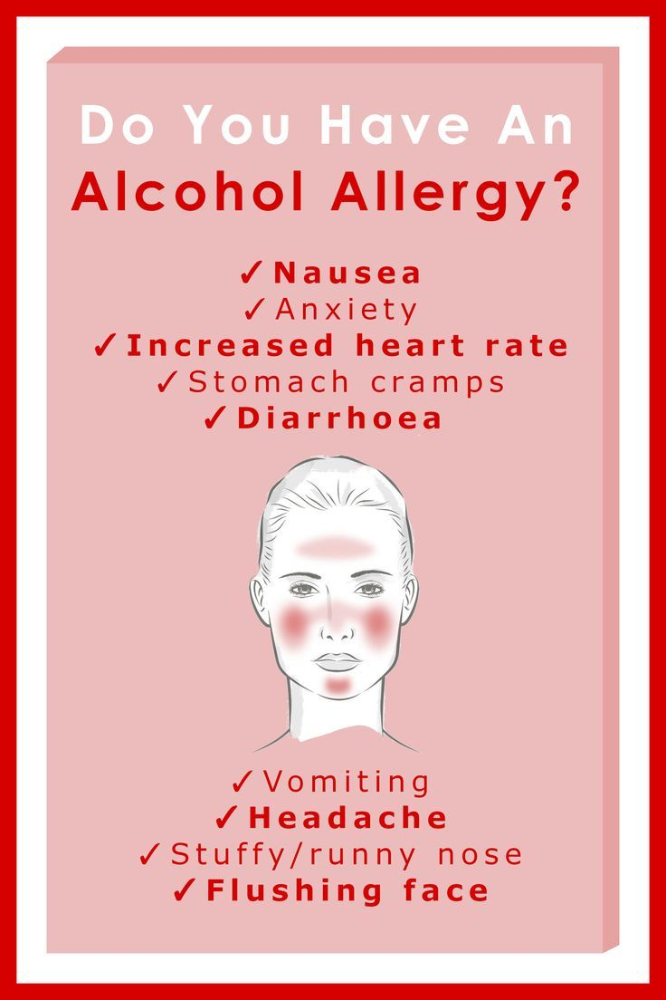 Do You Have An
Alcohol Allergy?
✓Nausea
✓Anxiety
✓Increased heart rate
✓Stomach cramps
✓Diarrhoea
✓Vomiting
✓Headache
✓Stuffy/runny nose
✓Flushing face